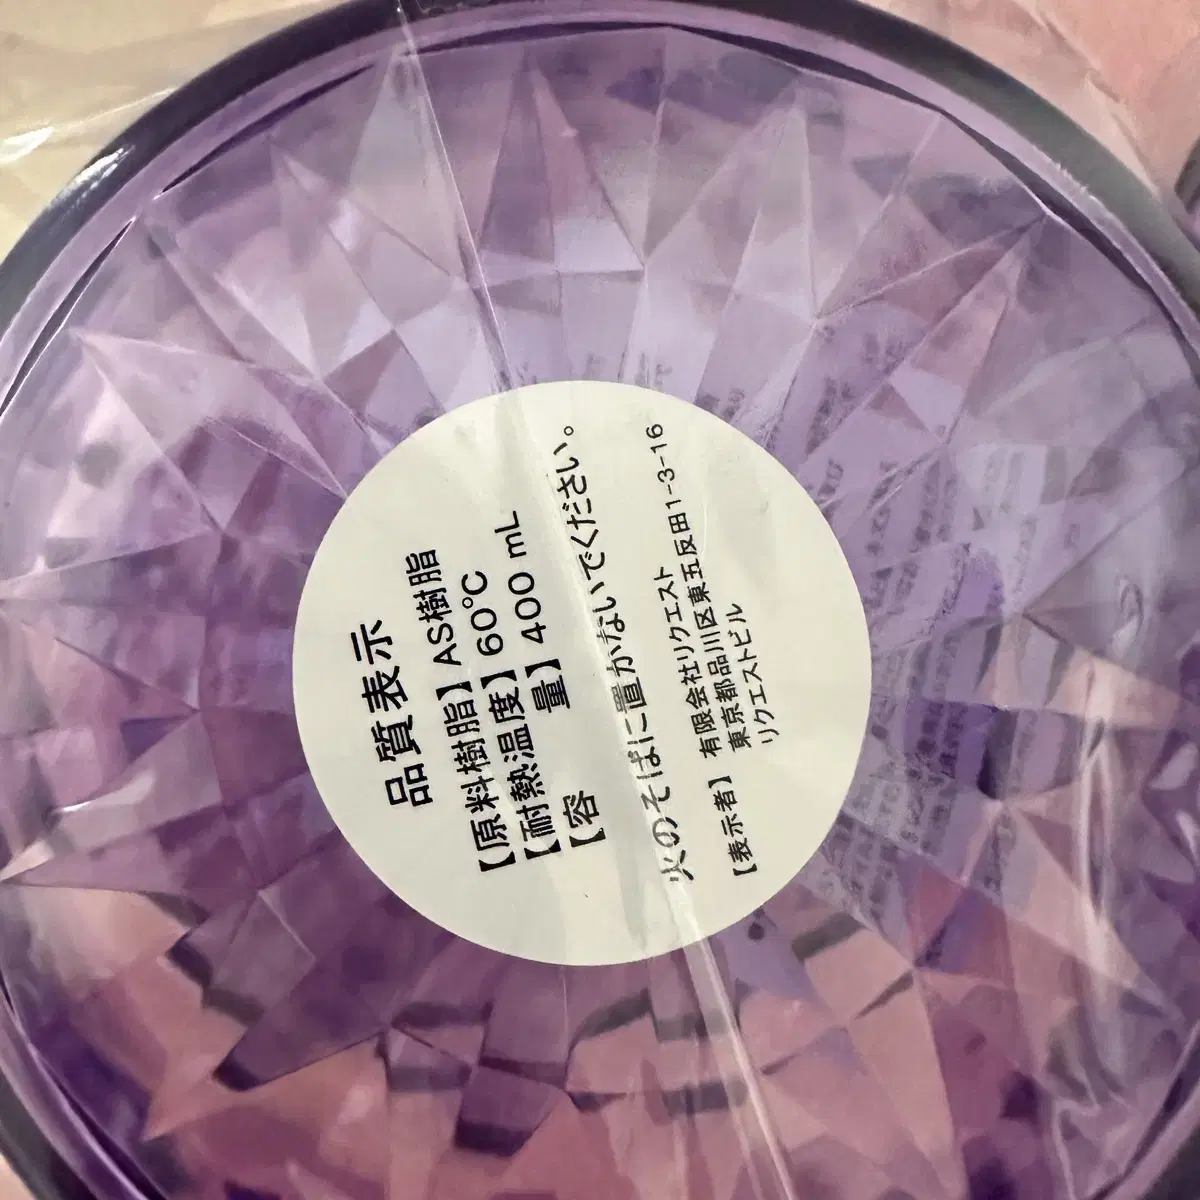 品質表示
【原料樹脂】AS樹脂
【耐熱温度】60℃
【容　　量】400 mL
火のそばに置かないでください。
【表示者】有限会社リクエスト
東京都品川区東五反田1-3-16
リクエストビル